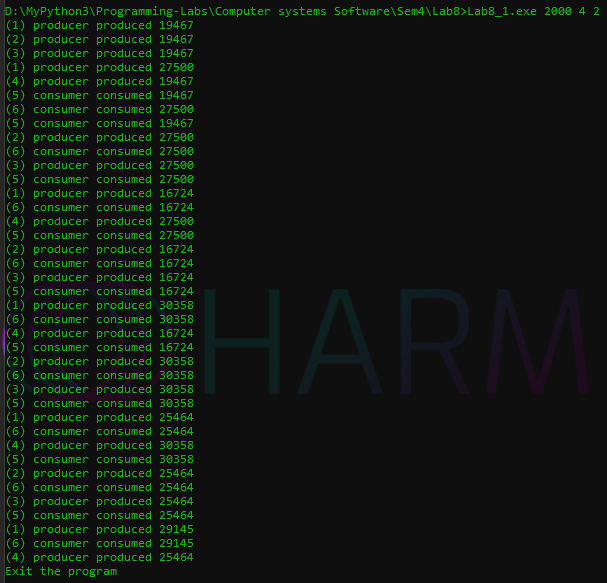 D:\MyPython3\Programming-Labs\Computer systems Software\Sem4\Lab8>Lab8_1.exe 2000 4 2
(1) producer produced 19467
(2) producer produced 19467
(3) producer produced 19467
(1) producer produced 27500
(4) producer produced 19467
(5) consumer consumed 19467
(6) consumer consumed 27500
(5) consumer consumed 19467
(2) producer produced 27500
(6) consumer consumed 27500
(3) producer produced 27500
(5) consumer consumed 27500
(1) producer produced 16724
(6) consumer consumed 16724
(4) producer produced 27500
(5) consumer consumed 27500
(2) producer produced 16724
(6) consumer consumed 16724
(3) producer produced 16724
(5) consumer consumed 16724
(1) producer produced 30358
(6) consumer consumed 30358
(4) producer produced 16724
(5) consumer consumed 16724
(2) producer produced 30358
(6) consumer consumed 30358
(3) producer produced 30358
(5) consumer consumed 30358
(1) producer produced 25464
(6) consumer consumed 25464
(4) producer produced 30358
(5) consumer consumed 30358
(2) producer produced 25464
(6) consumer consumed 25464
(3) producer produced 25464
(5) consumer consumed 25464
(1) producer produced 29145
(6) consumer consumed 29145
(4) producer produced 25464
Exit the program